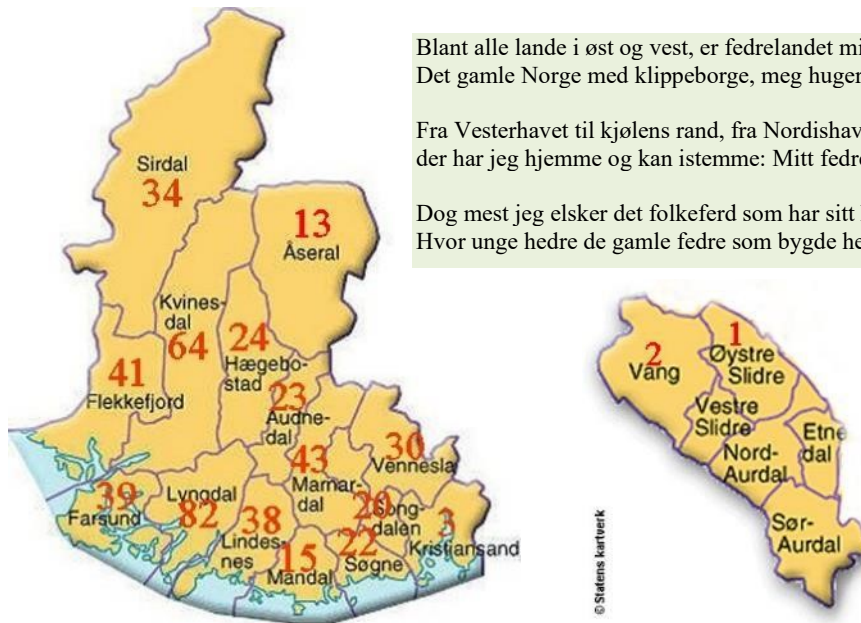 Blant alle lande i øst og vest, er fedrelandet
Det gamle Norge med klippeborge, meg
Fra Vesterhavet til kjølens rand, fra
der har jeg hjemme og kan istemme: Mitt
Dog mest jeg elsker det folkeferd som har sitt
Hvor unge hedre de gamle fedre som bygde
Sirdal
34
13
Åseral
Kvines-
dal
64
24
Hægebo-
stad
41
Flekkefjord
23
Audne-
dal
30
Vennesla
43
Marnar-
dal
39
Farsund
Lyngdal
82
38
Lindes-
nes
20
Song-
dalen
3
Kristiansand
15
Mandal
22
Søgne
2
Vang
1
Øystre
Slidre
Vestre
Slidre
Etne
dal
Nord-
Aurdal
Sør-
Aurdal
© Statens kartverk